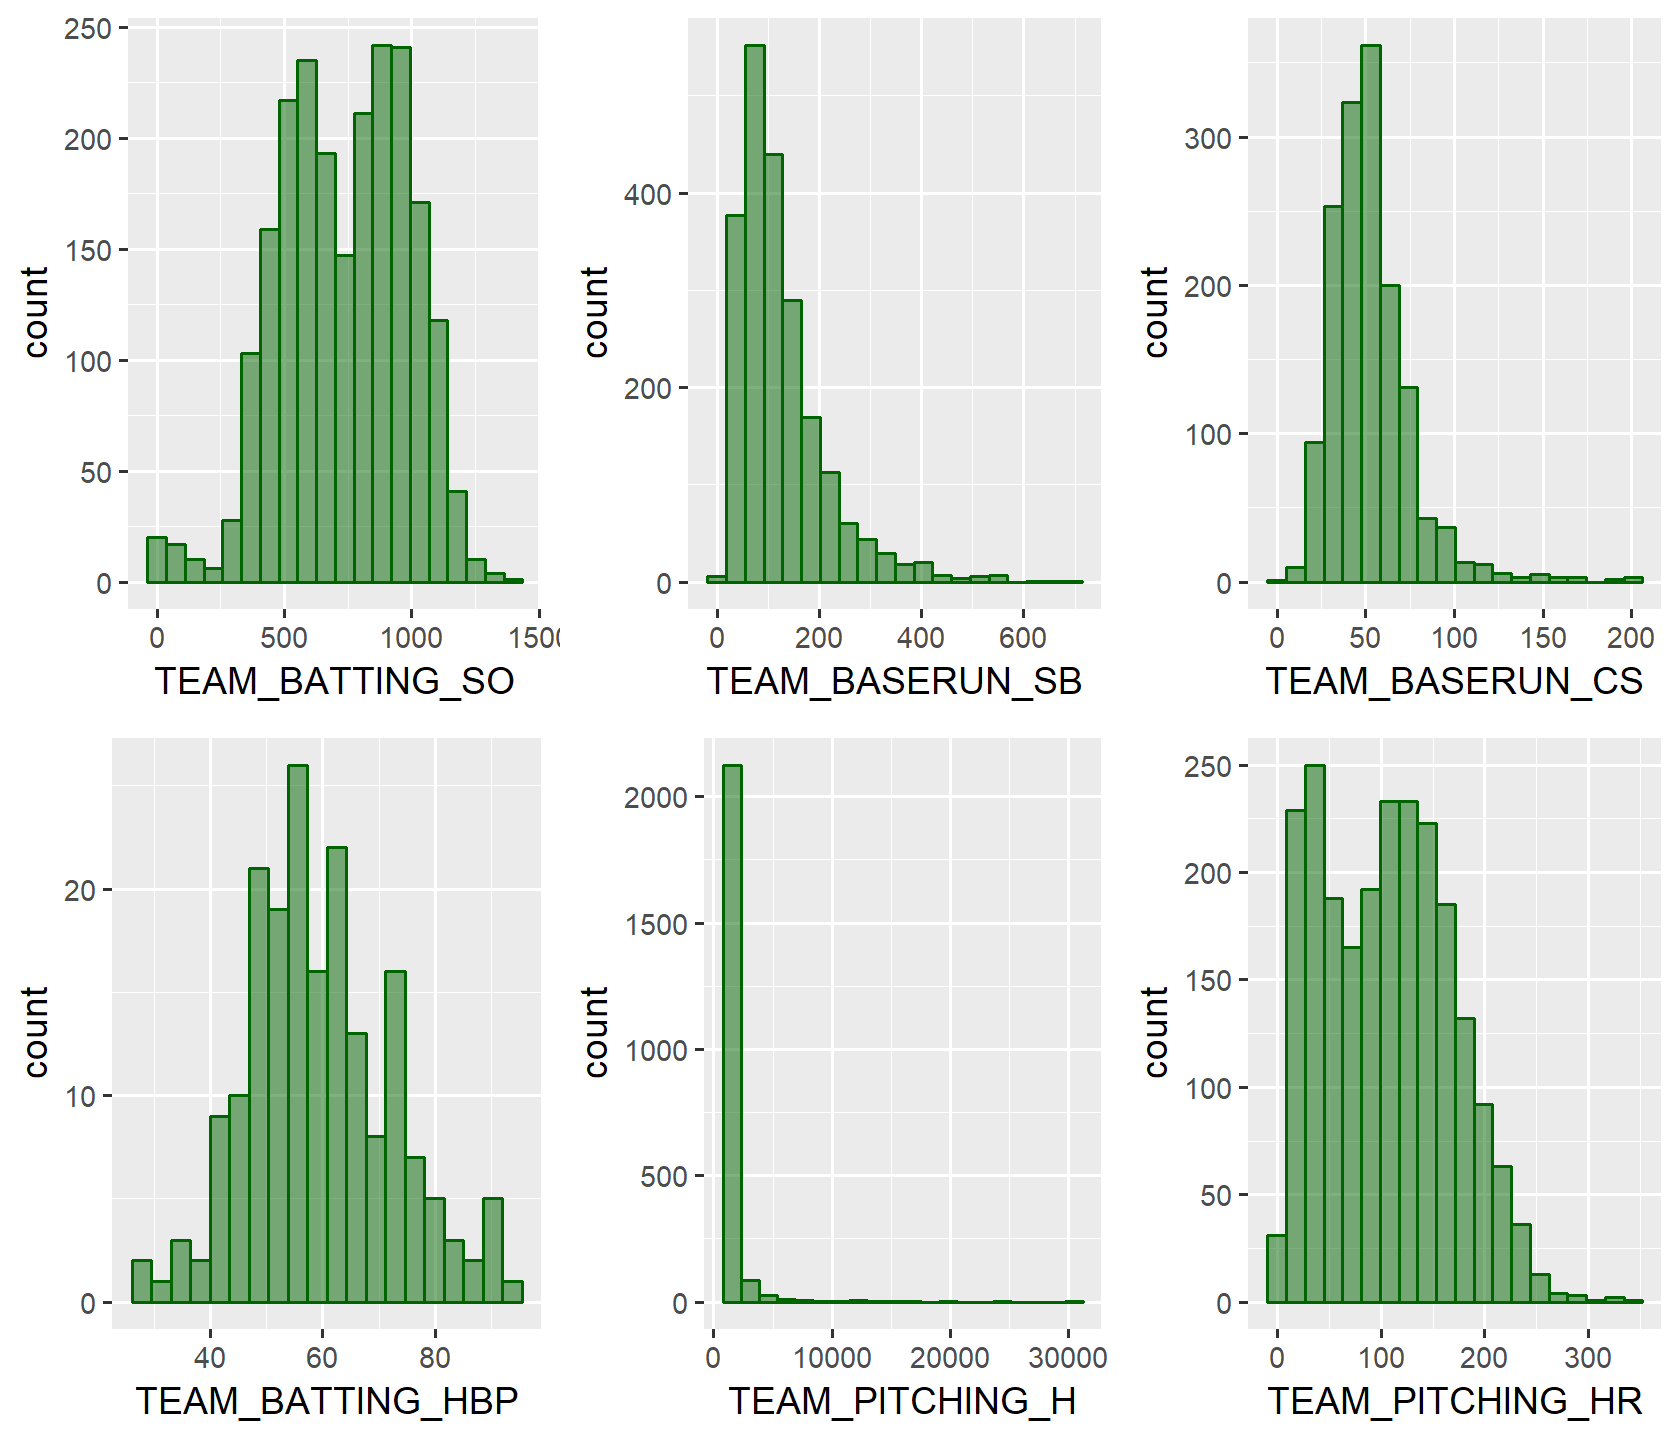 250
200
150
100
50
0
count
0 500 1000 150
TEAM_BATTING_SO
400
200
0
count
0 200 400 600
TEAM_BASERUN_SB
300
200
100
0
count
0 50 100 150 200
TEAM_BASERUN_CS
20
10
0
count
40 60 80
TEAM_BATTING_HBP
2000
1500
1000
500
0
count
0 10000 20000 30000
TEAM_PITCHING_H
250
200
150
100
50
0
count
0 100 200 300
TEAM_PITCHING_HR